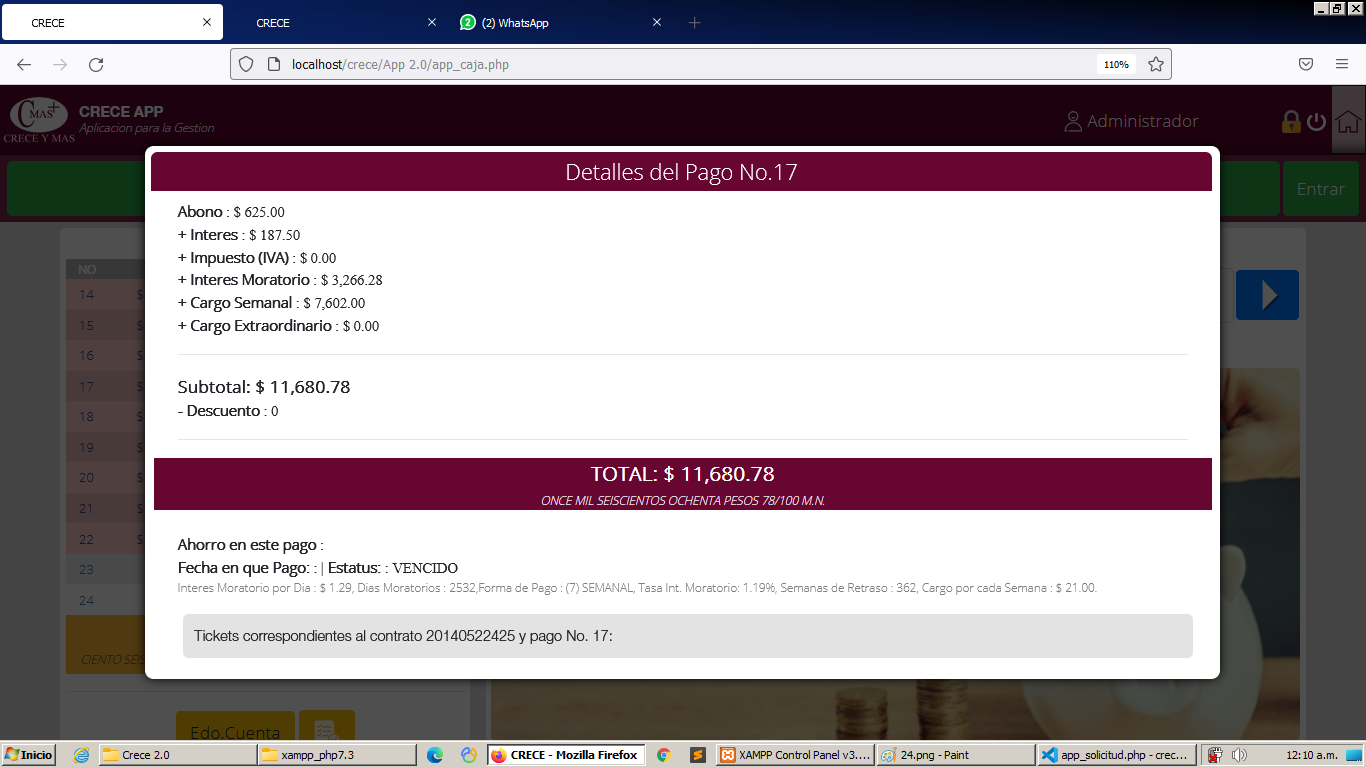 CRECE
CRECE
(2) WhatsApp
localhost/crece/App 2.0/app_caja.php
110%
CMAS+
CRECE Y MAS
CRECE APP
Aplicacion para la Gestion
Administrador
Entrar
Detalles del Pago No.17
Abono : $ 625.00
+ Interes : $ 187.50
+ Impuesto (IVA) : $ 0.00
+ Interes Moratorio : $ 3,266.28
+ Cargo Semanal : $ 7,602.00
+ Cargo Extraordinario : $ 0.00
Subtotal: $ 11,680.78
- Descuento : 0
TOTAL: $ 11,680.78
ONCE MIL SEISCIENTOS OCHENTA PESOS 78/100 M.N.
Ahorro en este pago :
Fecha en que Pago: : | Estatus: : VENCIDO
Interes Moratorio por Dia : $ 1.29, Dias Moratorios : 2532,Forma de Pago : (7) SEMANAL, Tasa Int. Moratorio: 1.19%, Semanas de Retraso : 362, Cargo por cada Semana : $ 21.00.
Tickets correspondientes al contrato 20140522425 y pago No. 17:
NO
14 $
15 $
16 $
17 $
18 $
19 $
20 $
21 $
22 $
23
24
CIENTO SEIS
Edo.Cuenta
Inicio
Crece 2.0
xampp_php7.3
CRECE - Mozilla Firefox
XAMPP Control Panel v3....
24.png - Paint
app_solicitud.php - crec...
12:10 a.m.